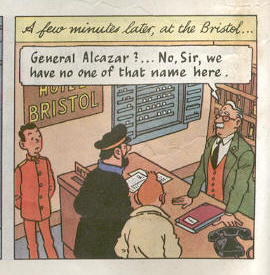 A few minutes later, at the Bristol...
General Alcazar?... No, Sir, we
have no one of that name here.
HOTEL
BRISTOL